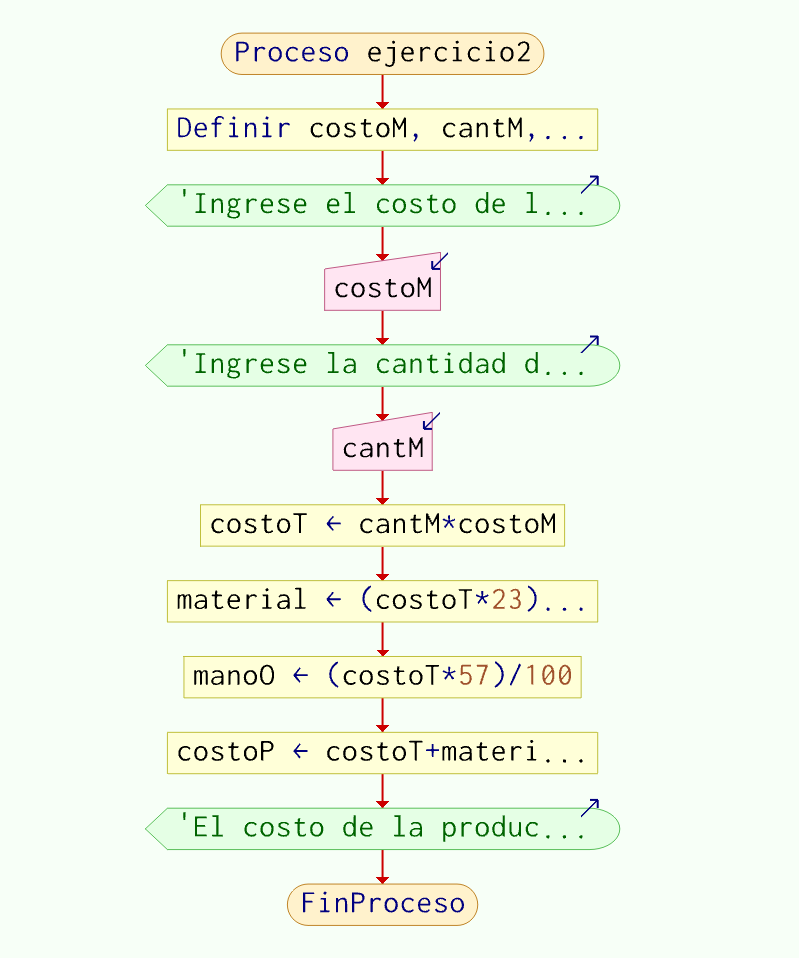 Proceso ejercicio2
Definir costoM, cantM,...
'Ingrese el costo de l...
costoM
'Ingrese la cantidad d...
cantM
costoT ← cantM*costoM
material ← (costoT*23)...
manoO ← (costoT*57)/100
costoP ← costoT+materi...
'El costo de la produc...
FinProceso